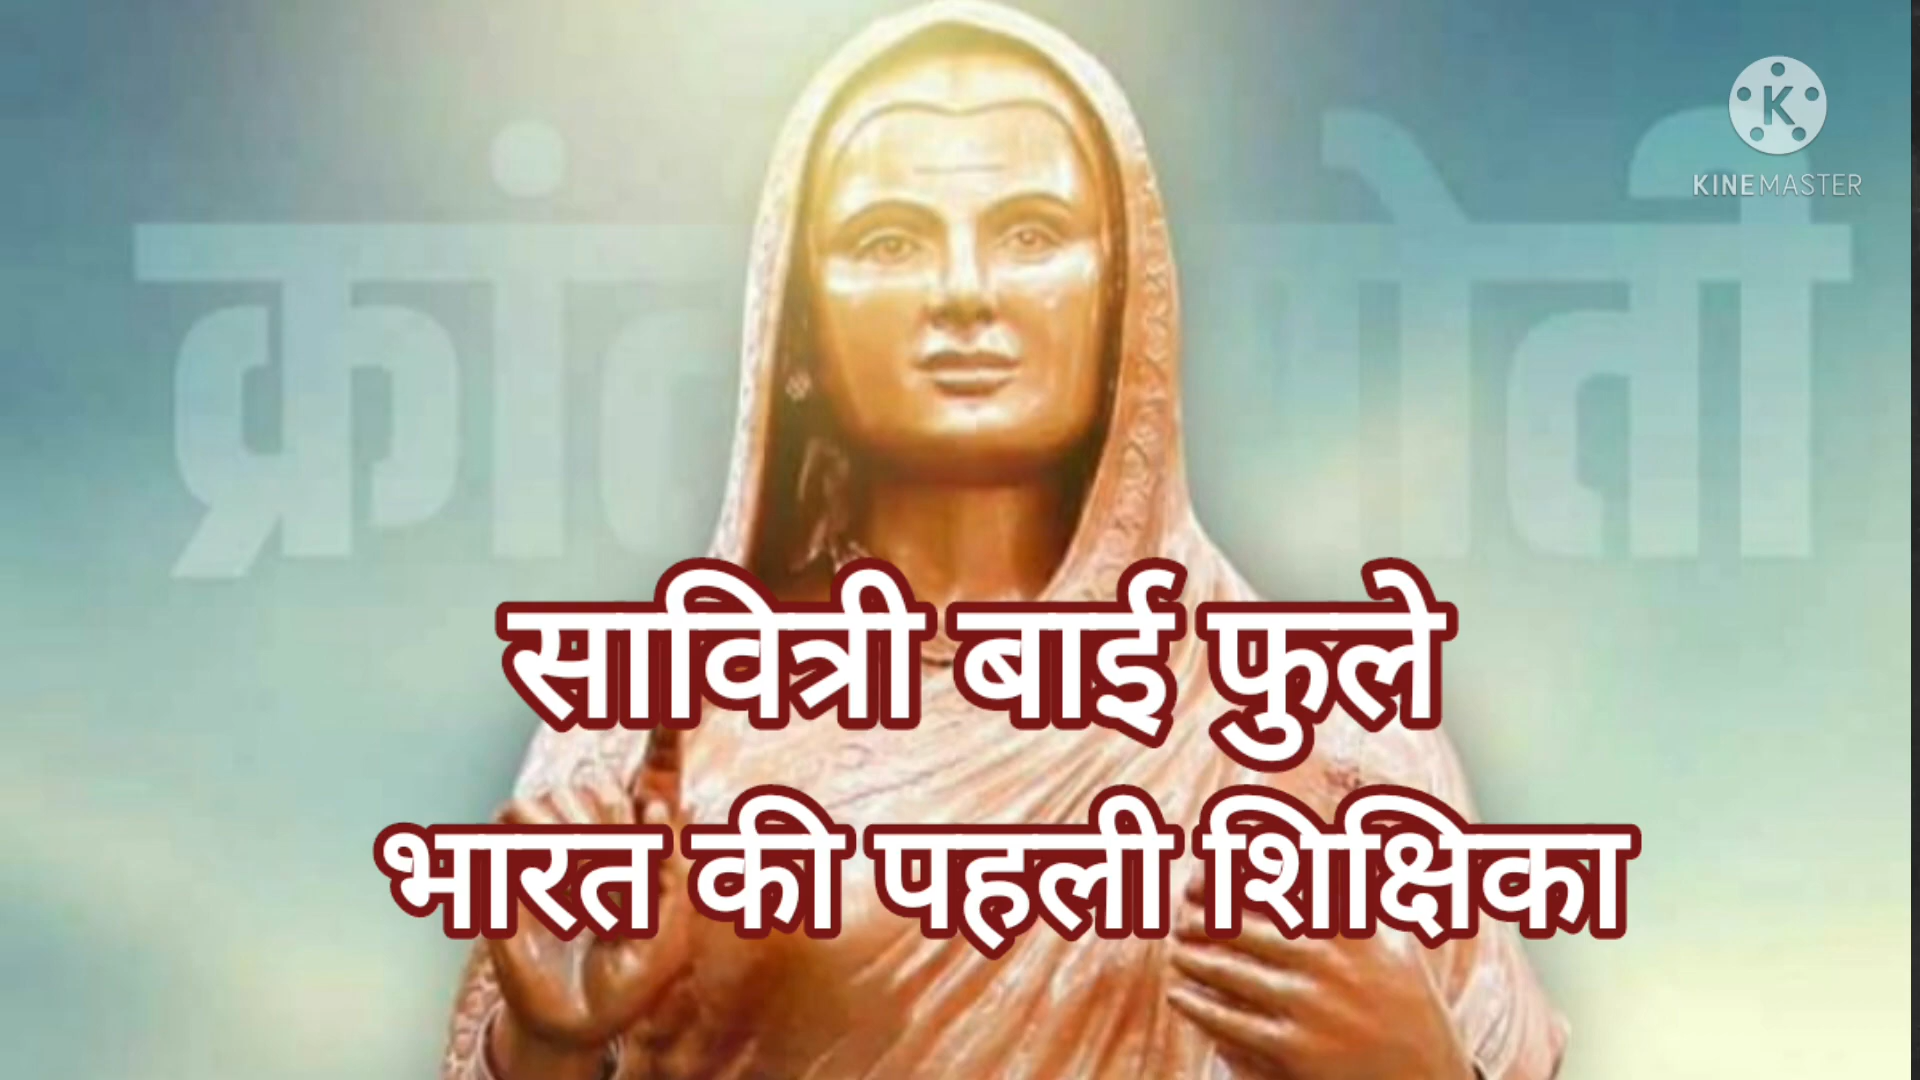 KINEMASTER
सावित्री बाई फुले
भारत की पहली शिक्षिका